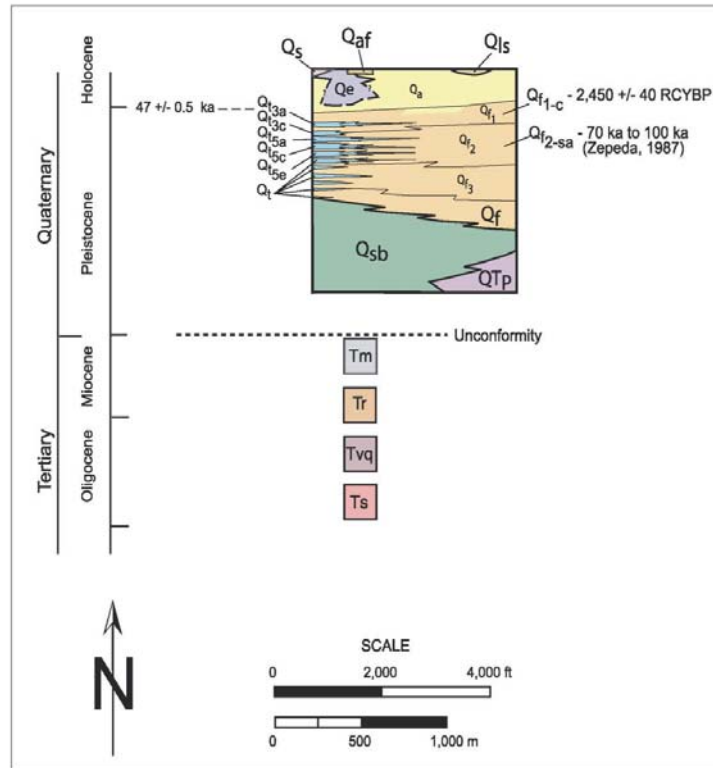 Qs
Qaf
Qls
Qe
Qa
Holocene
47 +/- 0.5 ka
Qt3a
Qt3c
Qt5a
Qt5c
Qt5e
Qt
Qf1
Qf2
Qf3
Qf
Qf1-c - 2,450 +/- 40 RCYBP
Qf2-sa - 70 ka to 100 ka
(Zepeda, 1987)
Quaternary
Pleistocene
Qsb
QTp
Unconformity
Tertiary
Miocene
Oligocene
Tm
Tr
Tvq
Ts
N
SCALE
0 2,000 4,000 ft
0 500 1,000 m